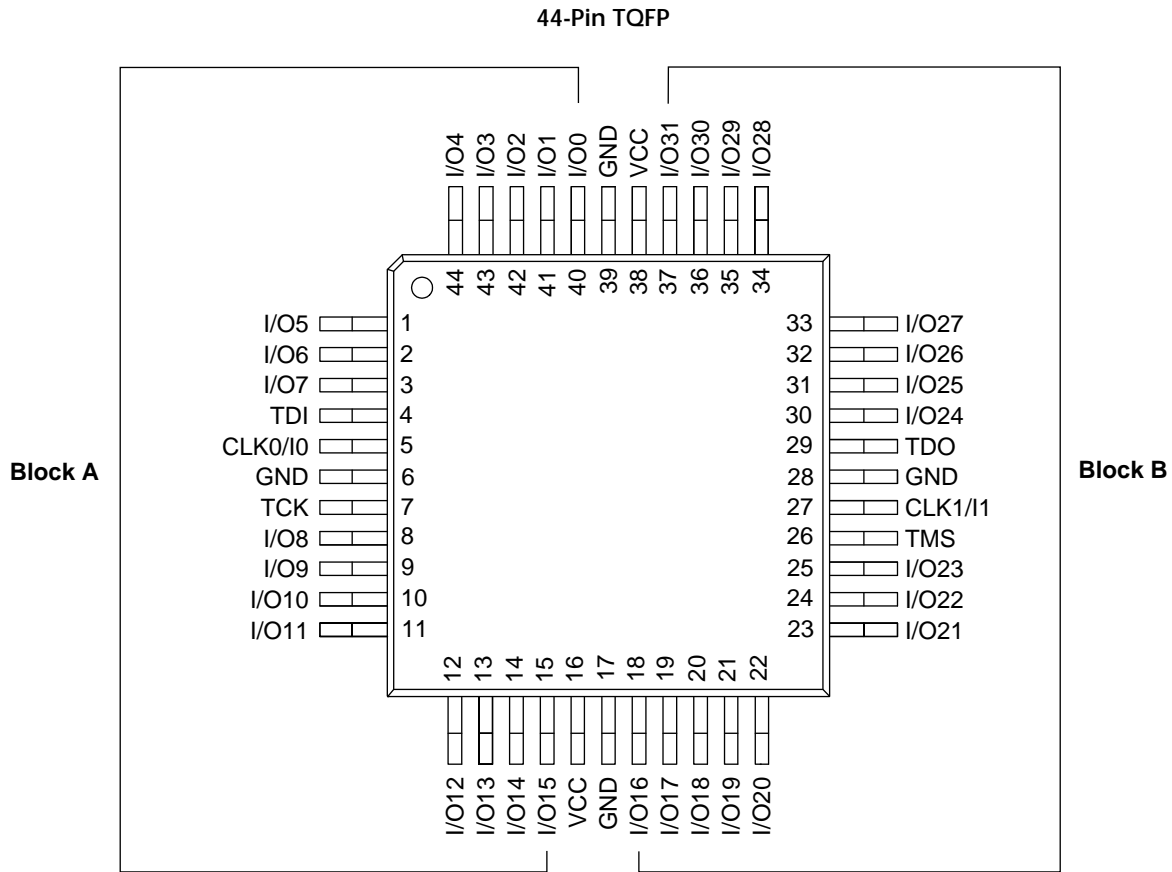 44-Pin TQFP
I/O4 I/O3 I/O2 I/O1 I/O0 GND VCC I/O31 I/O30 I/O29 I/O28
44 43 42 41 40 39 38 37 36 35 34
I/O5 1 33 I/O27
I/O6 2 32 I/O26
I/O7 3 31 I/O25
TDI 4 30 I/O24
CLK0/I0 5 29 TDO
Block A GND 6 28 GND Block B
TCK 7 27 CLK1/I1
I/O8 8 26 TMS
I/O9 9 25 I/O23
I/O10 10 24 I/O22
I/O11 11 23 I/O21
12 13 14 15 16 17 18 19 20 21 22
I/O12 I/O13 I/O14 I/O15 VCC GND I/O16 I/O17 I/O18 I/O19 I/O20